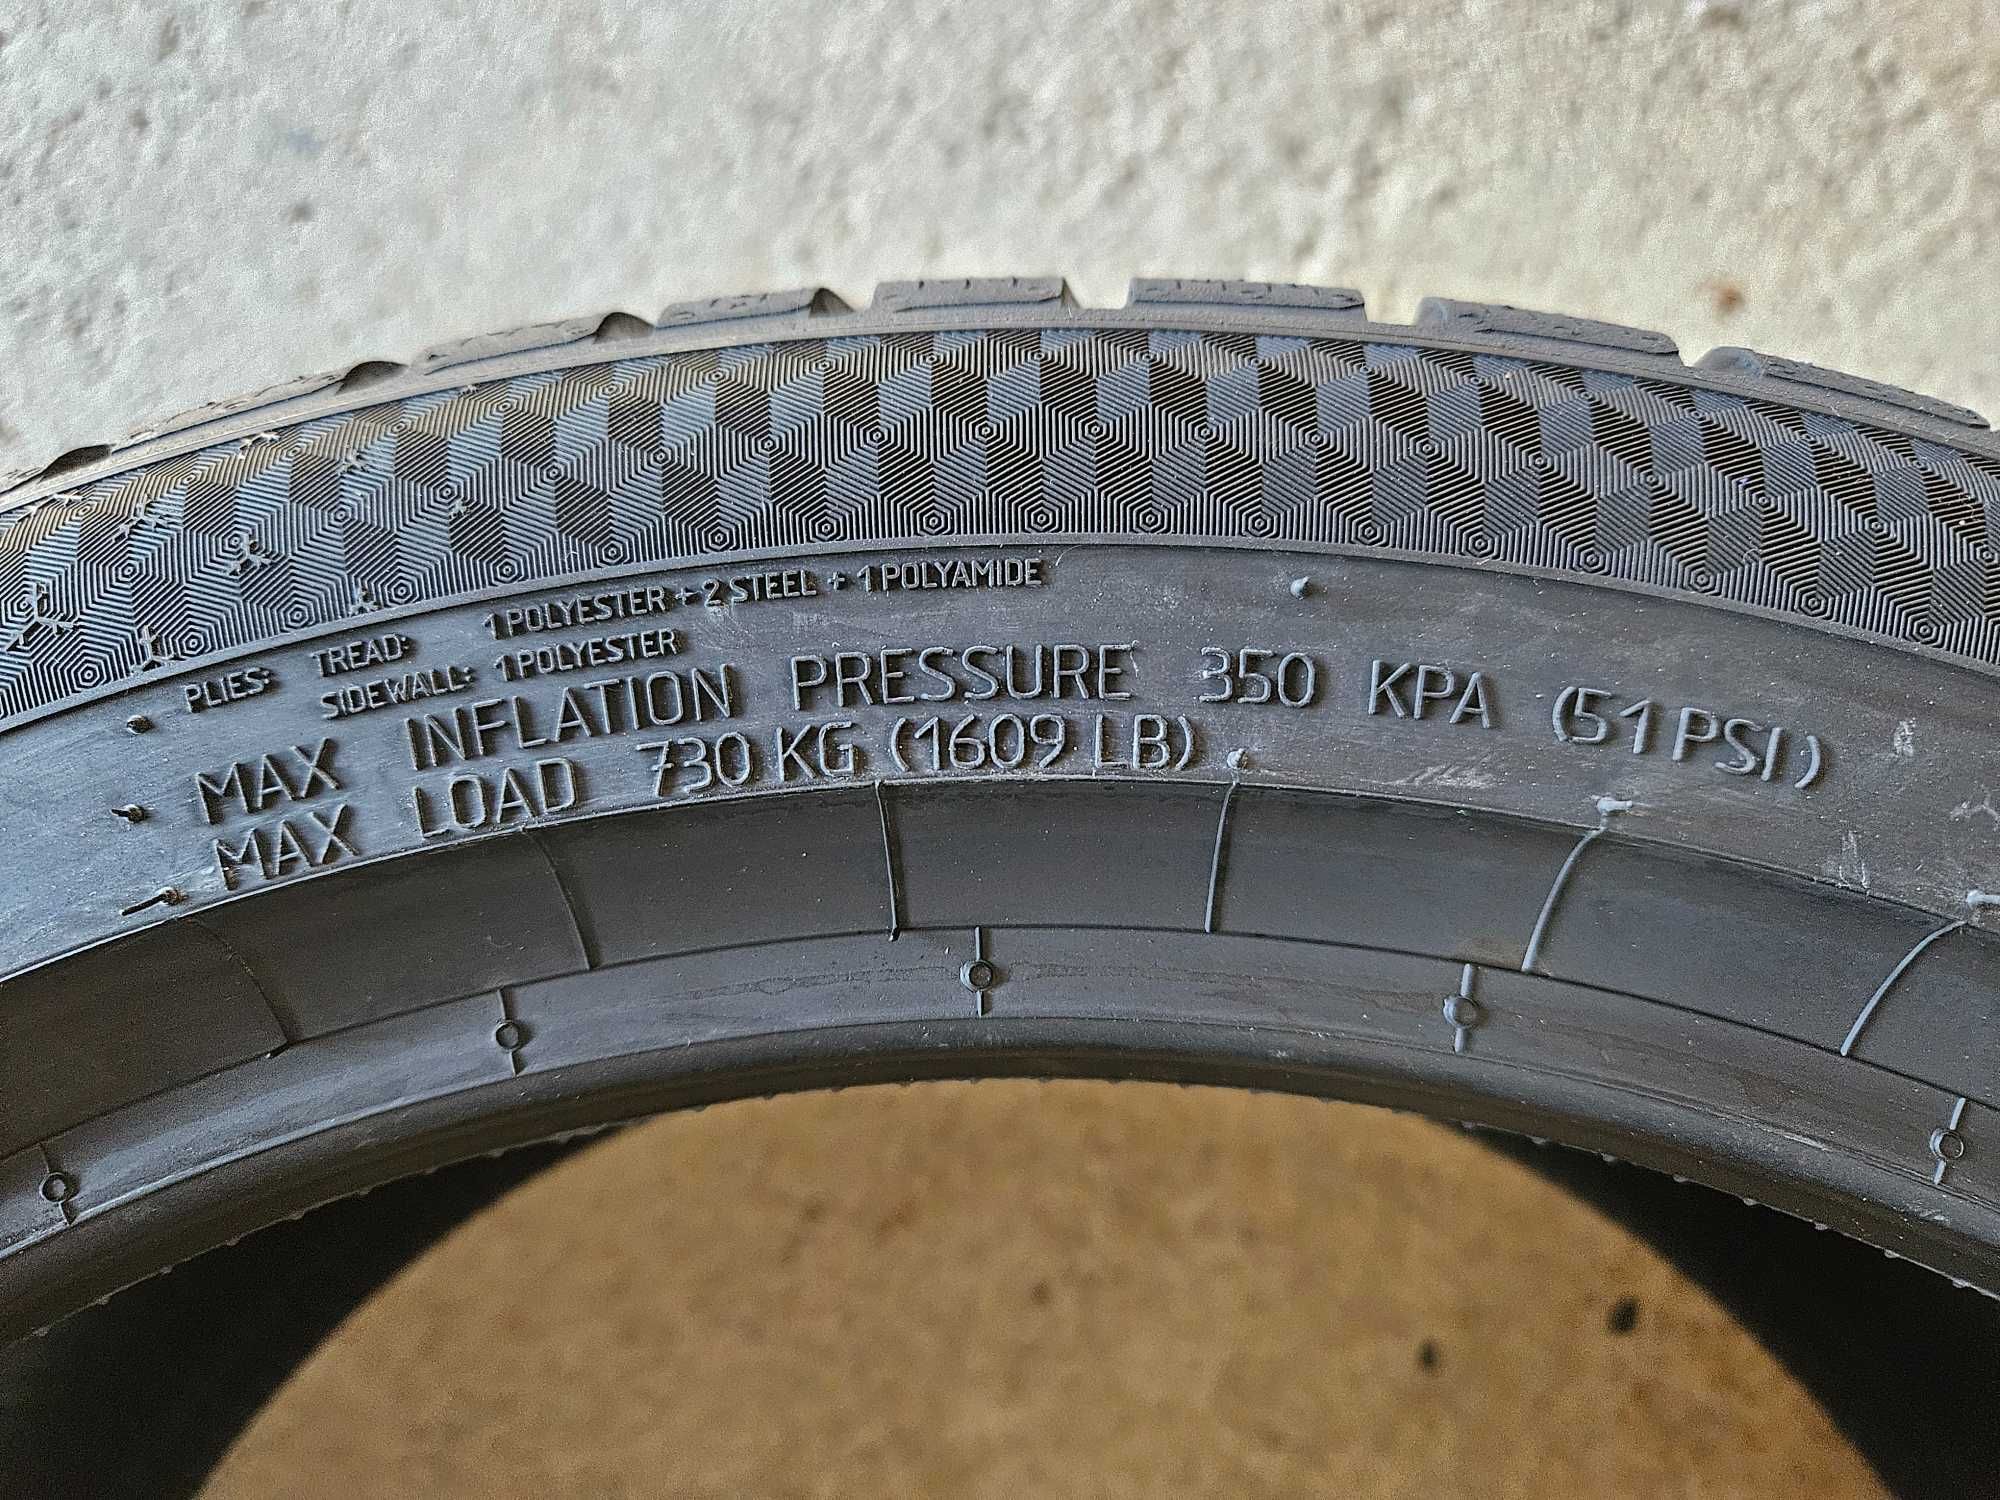 PLIES: TREAD: 1 POLYESTER + 2 STEEL + 1 POLYAMIDE
SIDEWALL: 1 POLYESTER
MAX INFLATION PRESSURE 350 KPA (51 PSI)
MAX LOAD 730 KG (1609 LB)